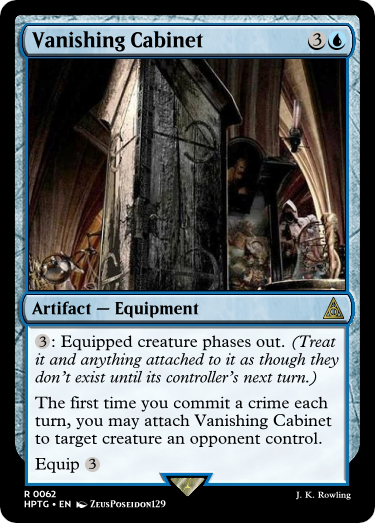 Vanishing Cabinet 3
Artifact — Equipment
3: Equipped creature phases out. (Treat
it and anything attached to it as though they
don't exist until its controller's next turn.)
The first time you commit a crime each
turn, you may attach Vanishing Cabinet
to target creature an opponent control.
Equip 3
R 0062
HPTG • EN ZeusPoseidon129
J. K. Rowling